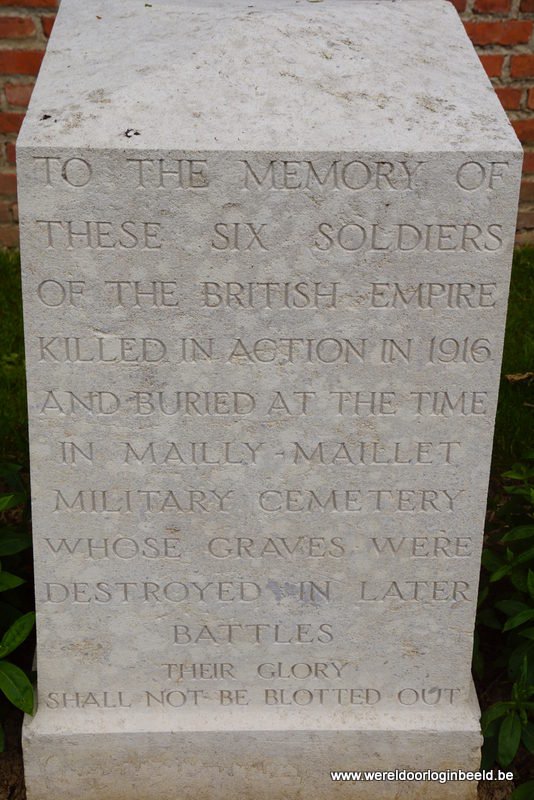 TO THE MEMORY OF
THESE SIX SOLDIERS
OF THE BRITISH EMPIRE
KILLED IN ACTION IN 1916
AND BURIED AT THE TIME
IN MAILLY-MAILLET
MILITARY CEMETERY
WHOSE GRAVES WERE
DESTROYED IN LATER
BATTLES
THEIR GLORY
SHALL NOT BE BLOTTED OUT
www.wereldoorloginbeeld.be